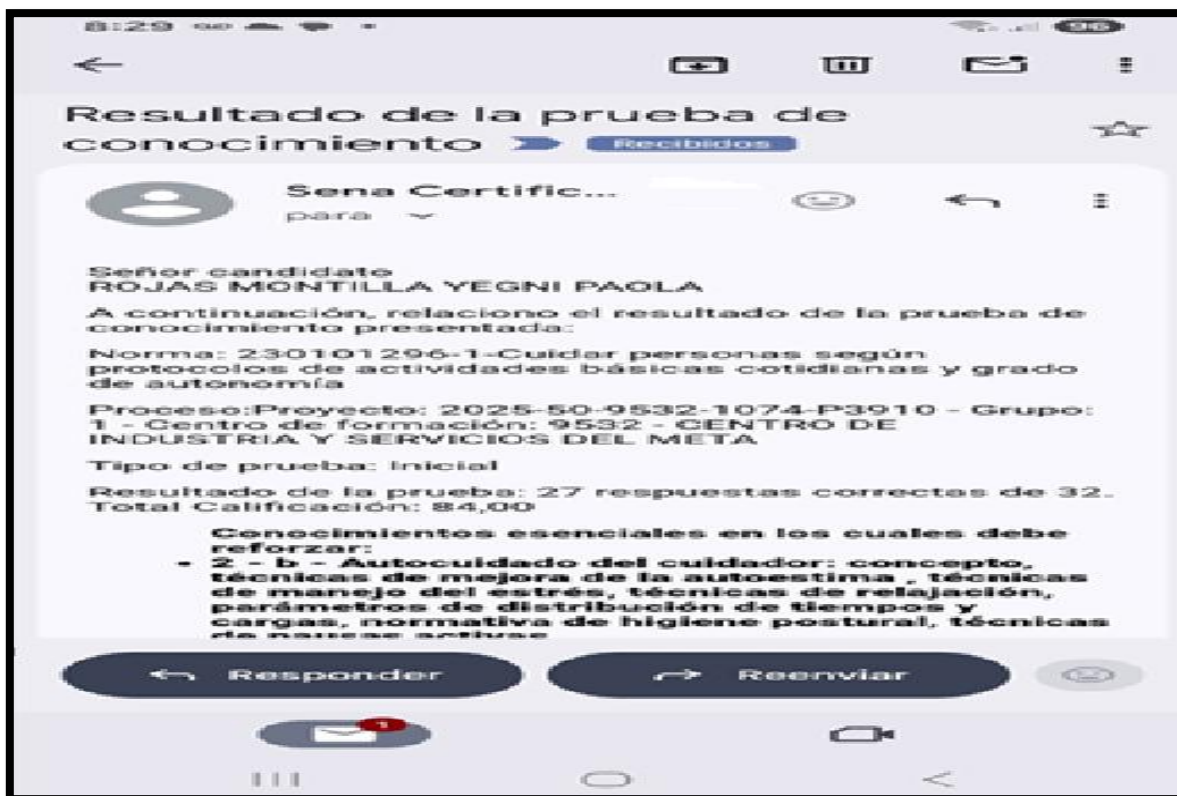 8:29
96
Resultado de la prueba de
conocimiento
Recibidos
Sena Certific...
para
Señor candidato
ROJAS MONTILLA YEGNI PAOLA
A continuación, relaciono el resultado de la prueba de
conocimiento presentada:
Norma: 230101296-1-Cuidar personas según
protocolos de actividades básicas cotidianas y grado
de autonomía
Proceso:Proyecto: 2025-50-9532-1074-P3910 - Grupo:
1 - Centro de formación: 9532 - CENTRO DE
INDUSTRIA Y SERVICIOS DEL META
Tipo de prueba: Inicial
Resultado de la prueba: 27 respuestas correctas de 32.
Total Calificación: 84,00
Conocimientos esenciales en los cuales debe
reforzar:
• 2 - b - Autocuidado del cuidador: concepto,
técnicas de mejora de la autoestima , técnicas
de manejo del estrés, técnicas de relajación,
parámetros de distribución de tiempos y
cargas, normativa de higiene postural, técnicas
de pausas activas
Responder
Reenviar
1